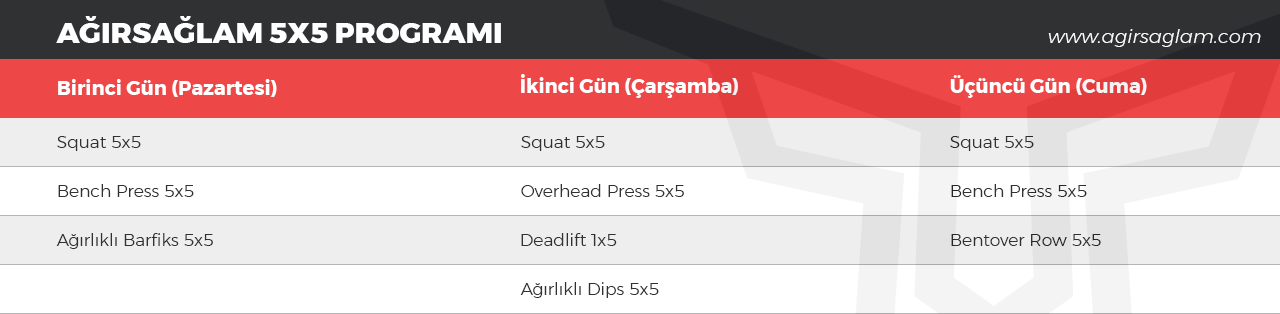 AĞIRSAĞLAM 5X5 PROGRAMI
www.agirsaglam.com
Birinci Gün (Pazartesi) İkinci Gün (Çarşamba) Üçüncü Gün (Cuma)
Squat 5x5 Squat 5x5 Squat 5x5
Bench Press 5x5 Overhead Press 5x5 Bench Press 5x5
Ağırlıklı Barfiks 5x5 Deadlift 1x5 Bentover Row 5x5
Ağırlıklı Dips 5x5